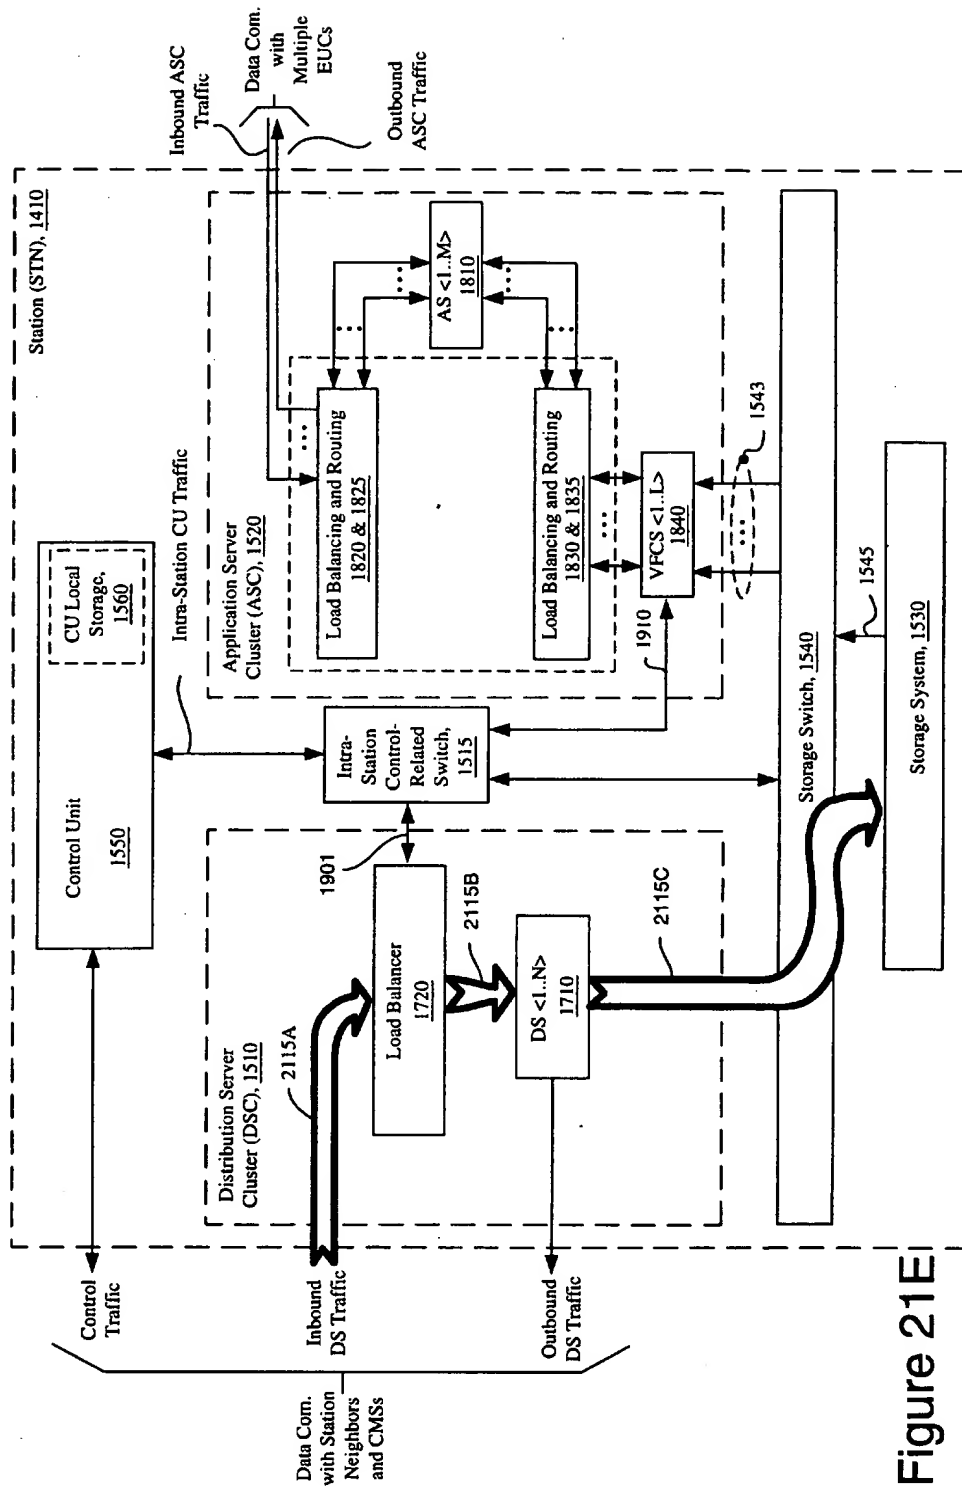 Station (STN), 1410
Control Unit
1550
CU Local
Storage,
1560
Intra-Station CU Traffic
Control
Traffic
Inbound
DS Traffic
Outbound
DS Traffic
Data Com.
with Station
Neighbors
and CMSs
Distribution Server
Cluster (DSC), 1510
2115A
Load Balancer
1720
2115B
DS <1..N>
1710
2115C
1901
Intra-
Station
Control-
Related
Switch,
1515
1910
Application Server
Cluster (ASC), 1520
Load Balancing and Routing
1820 & 1825
...
...
...
AS <1..M>
1810
...
...
Load Balancing and Routing
1830 & 1835
...
VFCS <1..L>
1840
....
1543
Inbound ASC
Traffic
Data Com.
with
Multiple
EUCs
Outbound
ASC Traffic
Storage Switch, 1540
1545
Storage System, 1530
Figure 21E